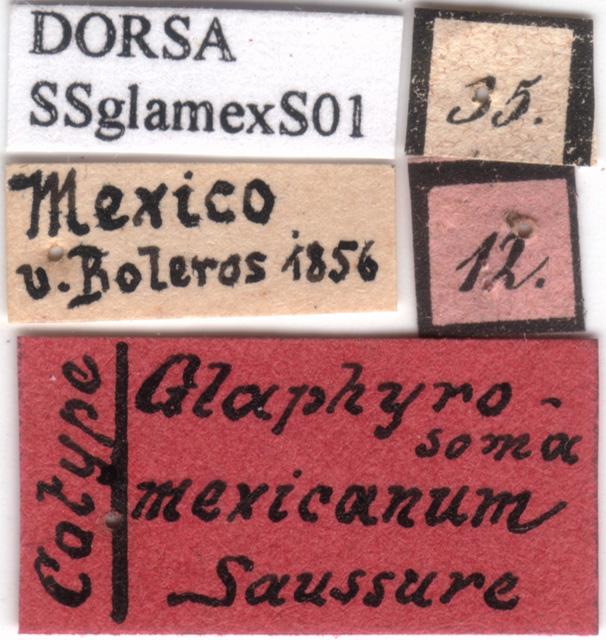 DORSA
SSglamexS01
35.
Mexico
v. Boleros 1856
12.
Cotype
Glaphyro-
soma
mexicanum
Saussure